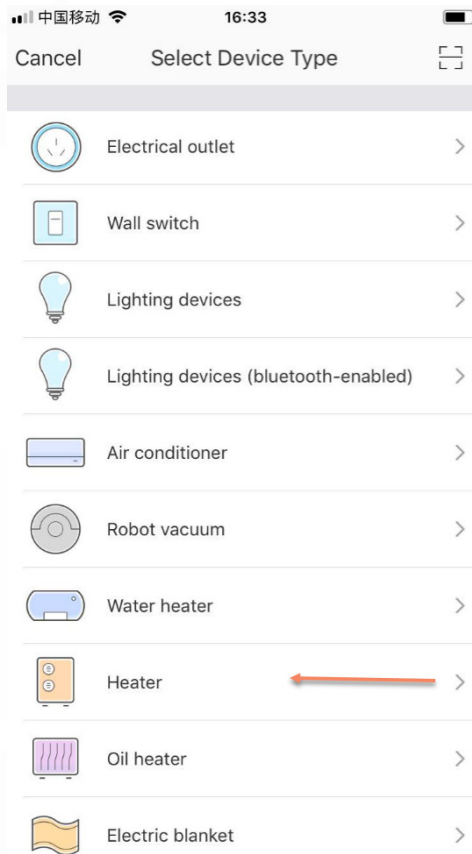 中国移动 16:33
Cancel Select Device Type
Electrical outlet
Wall switch
Lighting devices
Lighting devices (bluetooth-enabled)
Air conditioner
Robot vacuum
Water heater
Heater
Oil heater
Electric blanket